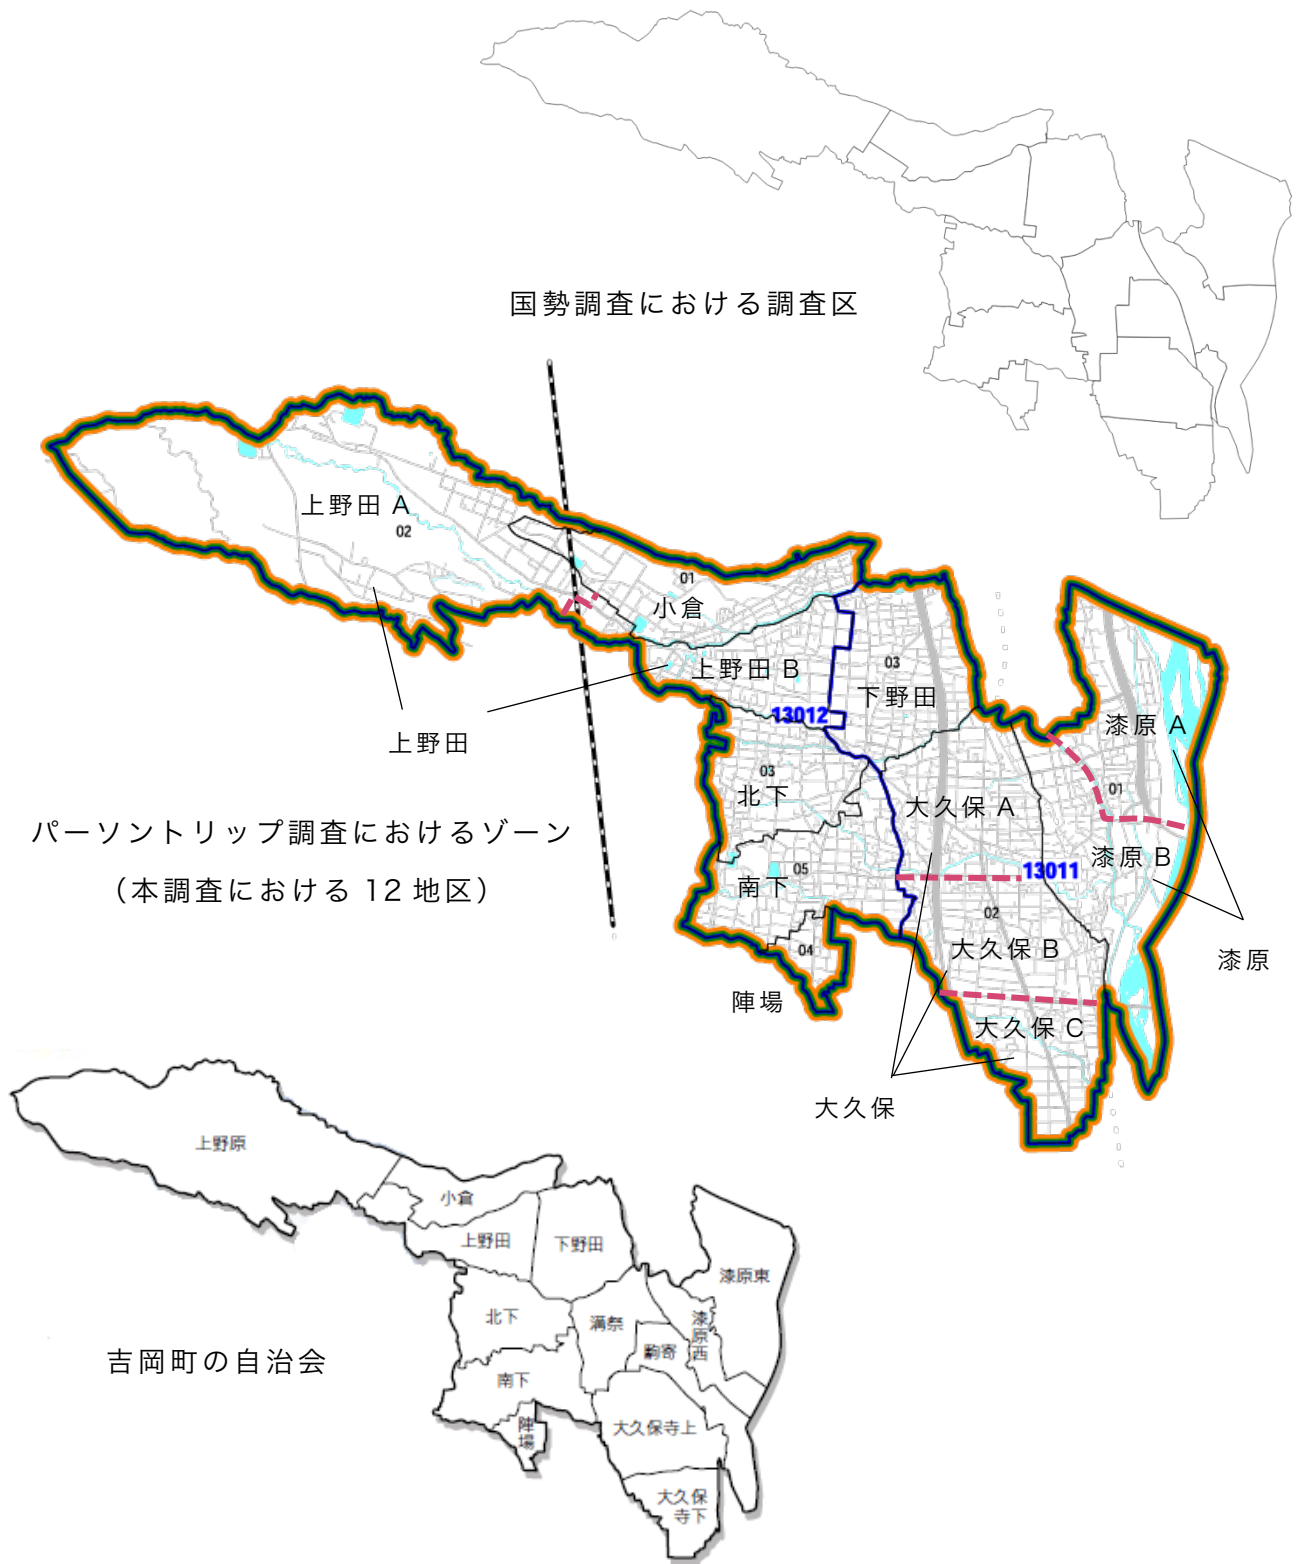 国勢調査における調査区
上野田 A
02
01
小倉
上野田 B
03
下野田
13012
上野田
漆原 A
03
北下
大久保 A
01
パーソントリップ調査におけるゾーン
（本調査における 12 地区）
漆原 B
13011
05
南下
02
04
大久保 B
漆原
陣場
大久保 C
大久保
上野原
小倉
上野田
下野田
漆原東
北下
溝祭
漆原西
駒寄
吉岡町の自治会
南下
陣場
大久保寺上
大久保
寺下